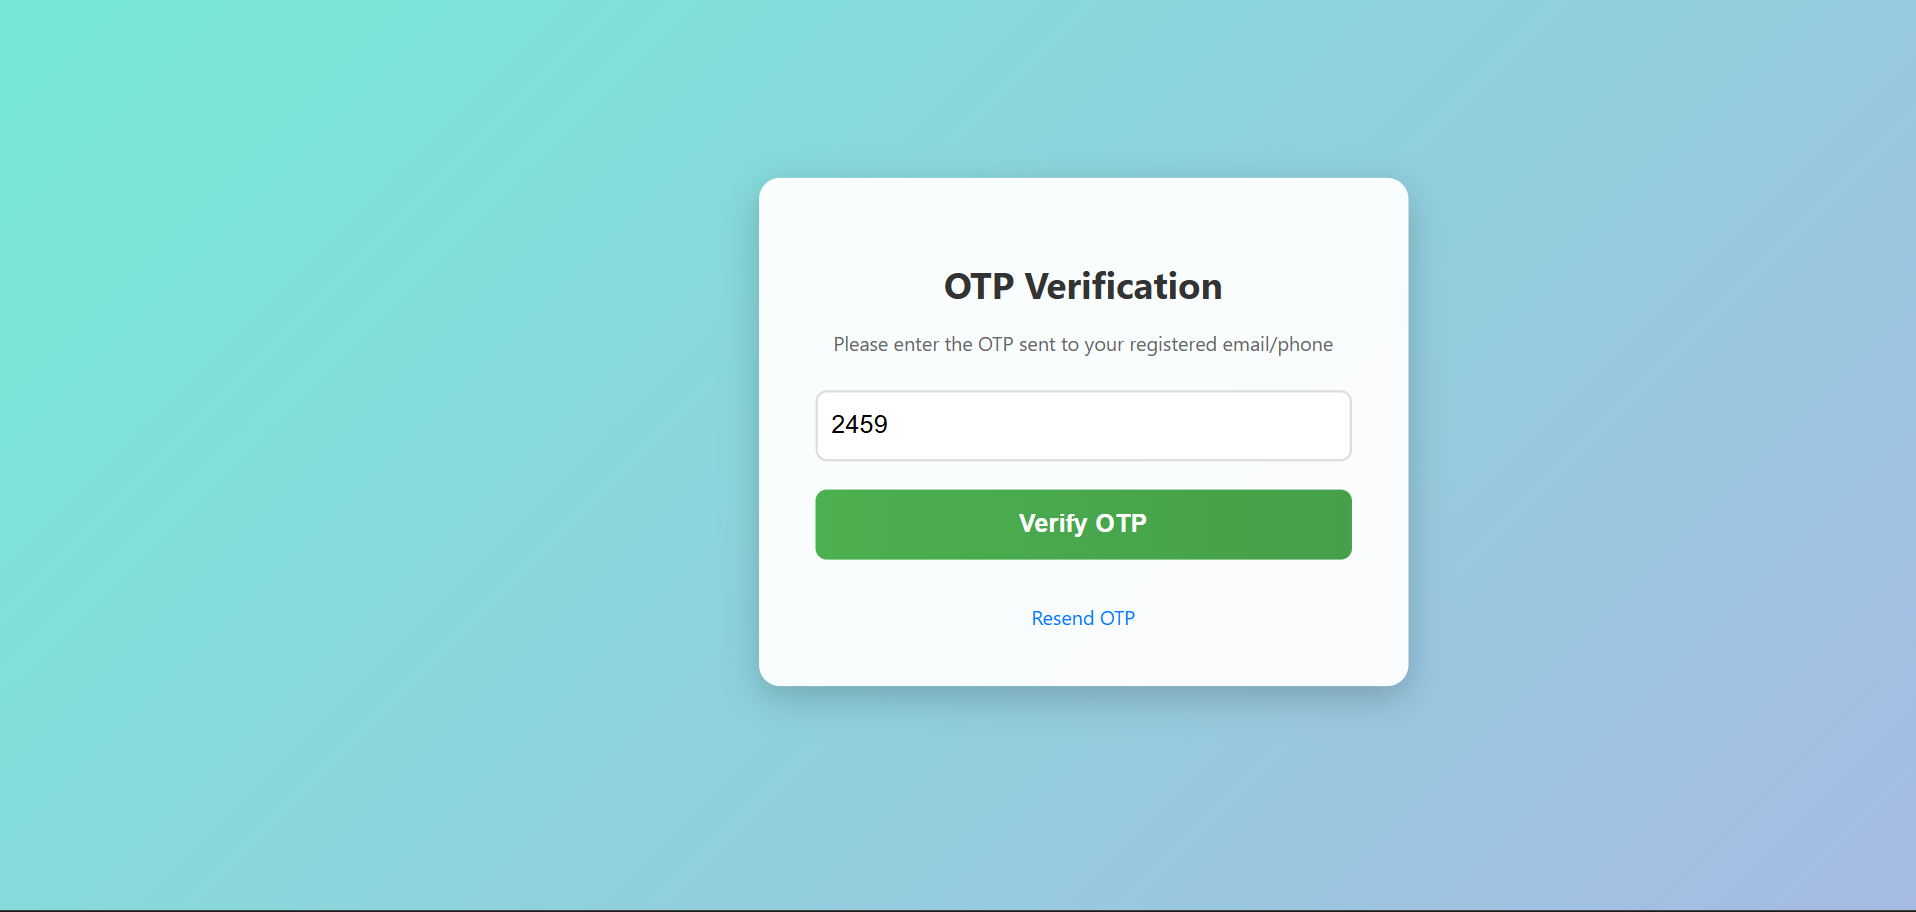 OTP Verification
Please enter the OTP sent to your registered email/phone
2459
Verify OTP
Resend OTP